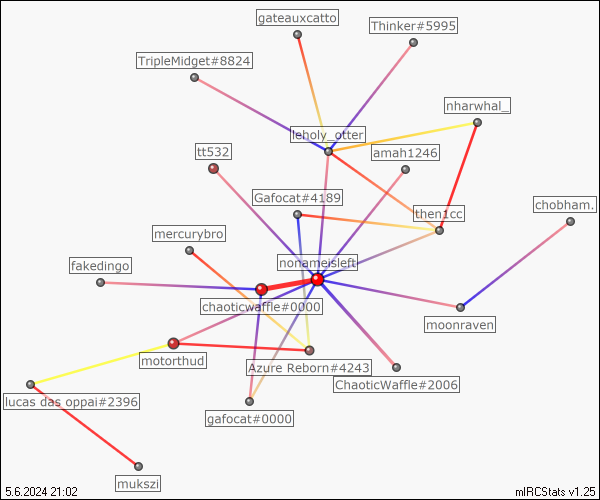 gateauxcatto
Thinker#5995
TripleMidget#8824
nharwhal_
leholy_otter
tt532
amah1246
Gafocat#4189
chobham.
then1cc
mercurybro
nonameisleft
fakedingo
chaoticwaffle#0000
moonraven
motorthud
Azure Reborn#4243
ChaoticWaffle#2006
lucas das oppai#2396
gafocat#0000
mukszi
5.6.2024 21:02
mIRCStats v1.25